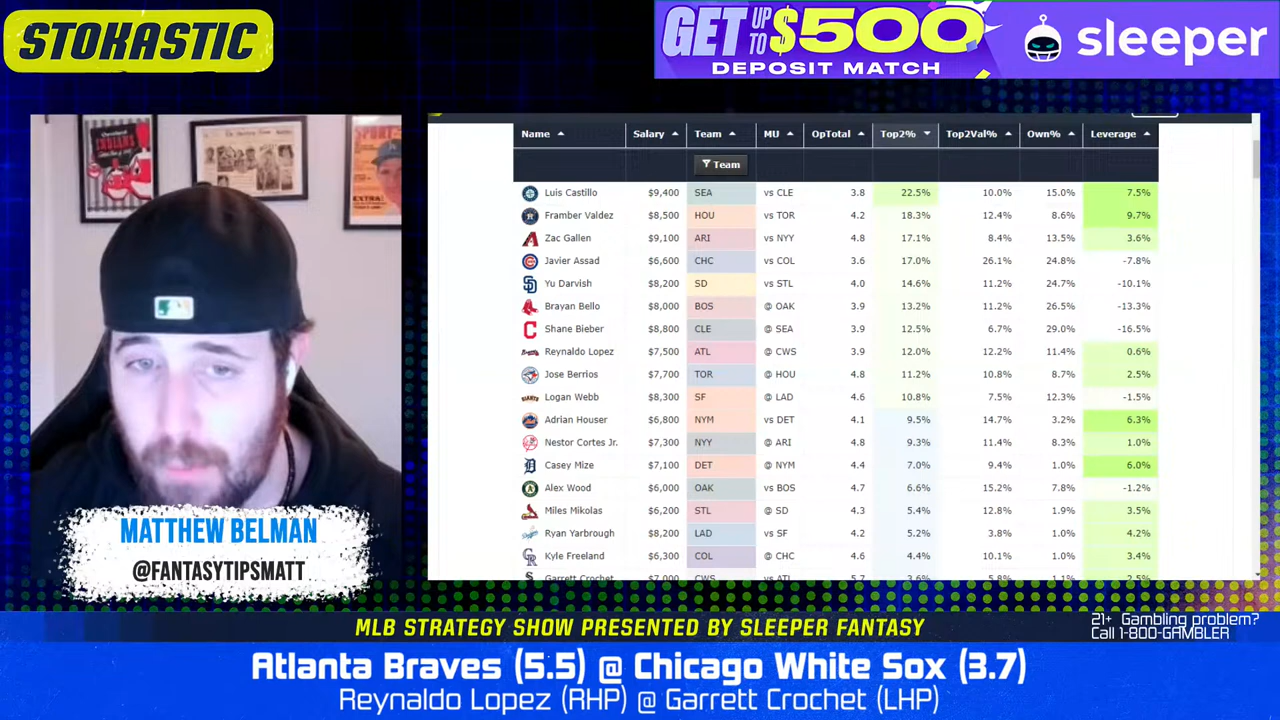 STOKASTIC
GET UP TO $500 sleeper
DEPOSIT MATCH
Name Salary Team MU OpTotal Top2% Top2Val% Own% Leverage
Team
Luis Castillo $9,400 SEA vs CLE 3.8 22.5% 10.0% 15.0% 7.5%
Framber Valdez $8,500 HOU vs TOR 4.2 18.3% 12.4% 8.6% 9.7%
Zac Gallen $9,100 ARI vs NYY 4.8 17.1% 8.4% 13.5% 3.6%
Javier Assad $6,600 CHC vs COL 3.6 17.0% 26.1% 24.8% -7.8%
Yu Darvish $8,200 SD vs STL 4.0 14.6% 11.2% 24.7% -10.1%
Brayan Bello $8,000 BOS @ OAK 3.9 13.2% 11.2% 26.5% -13.3%
Shane Bieber $8,800 CLE @ SEA 3.9 12.5% 6.7% 29.0% -16.5%
Reynaldo Lopez $7,500 ATL @ CWS 3.9 12.0% 12.2% 11.4% 0.6%
Jose Berrios $7,700 TOR @ HOU 4.8 11.2% 10.8% 8.7% 2.5%
Logan Webb $8,300 SF @ LAD 4.6 10.8% 7.5% 12.3% -1.5%
Adrian Houser $6,800 NYM vs DET 4.1 9.5% 14.7% 3.2% 6.3%
Nestor Cortes Jr. $7,300 NYY @ ARI 4.8 9.3% 11.4% 8.3% 1.0%
Casey Mize $7,100 DET @ NYM 4.4 7.0% 9.4% 1.0% 6.0%
Alex Wood $6,000 OAK vs BOS 4.7 6.6% 15.2% 7.8% -1.2%
Miles Mikolas $6,200 STL @ SD 4.3 5.4% 12.8% 1.9% 3.5%
Ryan Yarbrough $8,200 LAD vs SF 4.2 5.2% 3.8% 1.0% 4.2%
Kyle Freeland $6,300 COL @ CHC 4.4 4.4% 10.1% 1.0% 3.4%
Garrett Crochet $7,000 CWS vs ATL 5.7 3.6% 5.8% 1.1% 2.5%
MATTHEW BELMAN
@FANTASYTIPSMATT
MLB STRATEGY SHOW PRESENTED BY SLEEPER FANTASY
21+ Gambling problem?
Call 1-800-GAMBLER
Atlanta Braves (5.5) @ Chicago White Sox (3.7)
Reynaldo Lopez (RHP) @ Garrett Crochet (LHP)